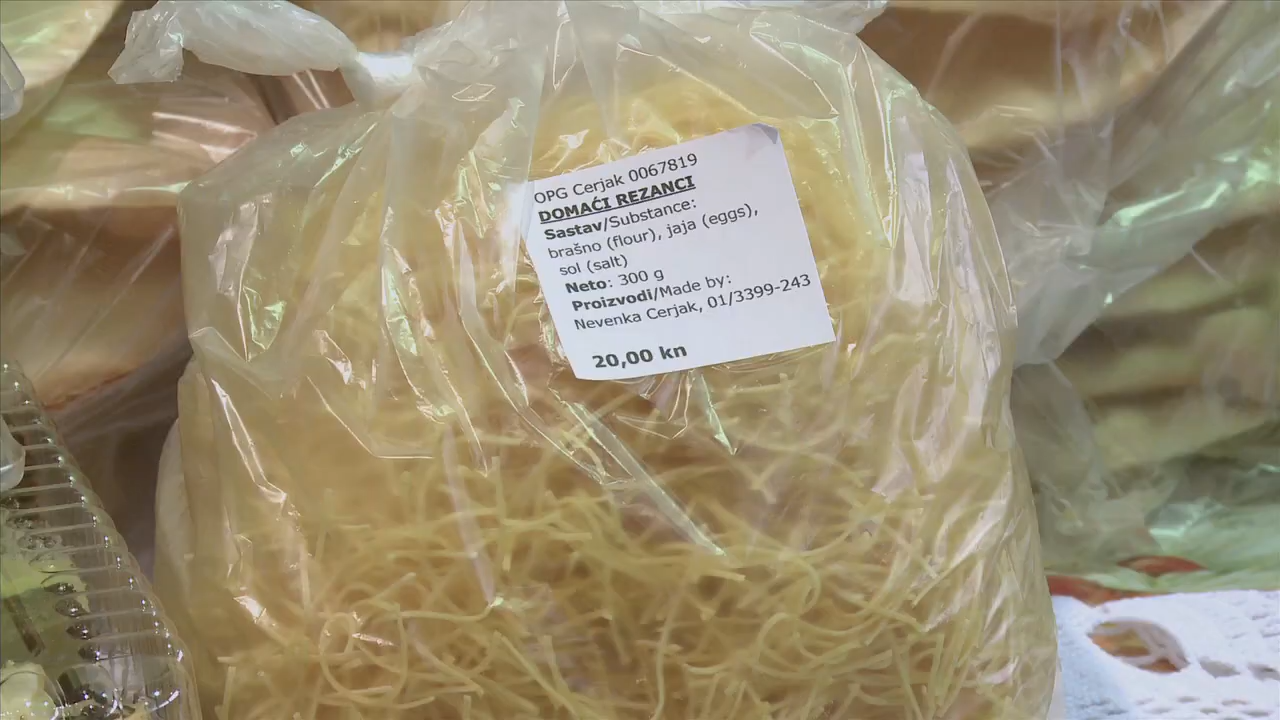 OPG Cerjak 0067819
DOMAĆI REZANCI
Sastav/Substance:
brašno (flour), jaja (eggs),
sol (salt)
Neto: 300 g
Proizvodi/Made by:
Nevenka Cerjak, 01/3399-243
20,00 kn